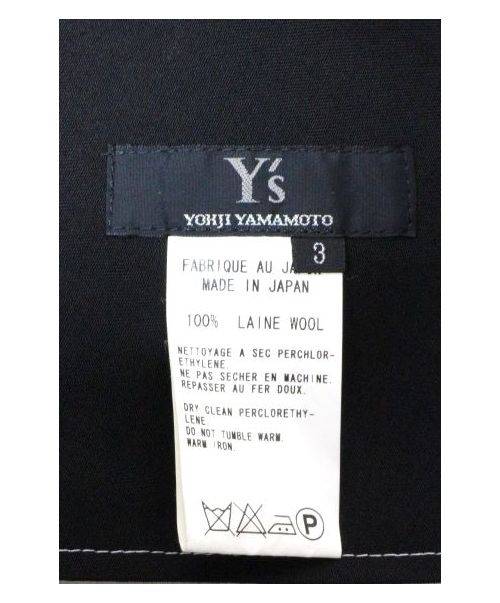 Y's
YOHJI YAMAMOTO
3
FABRIQUE AU JAPON
MADE IN JAPAN
100% LAINE WOOL
NETTOYAGE A SEC PERCHLOR-
ETHYLENE.
NE PAS SECHER EN MACHINE.
REPASSER AU FER DOUX.
DRY CLEAN PERCLORETHY-
LENE.
DO NOT TUMBLE WARM.
WARM IRON.
P